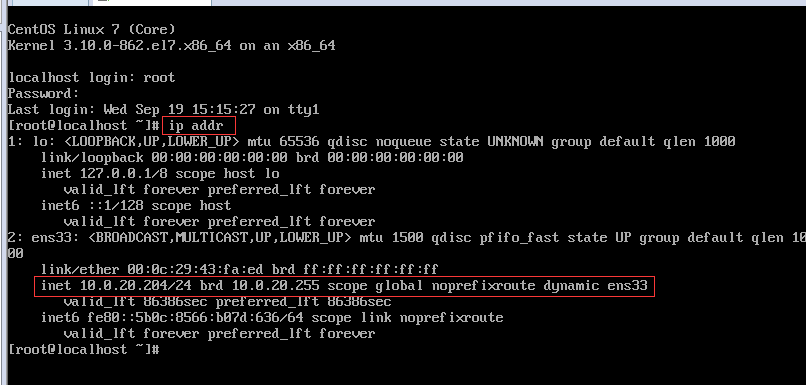 CentOS Linux 7 (Core)
Kernel 3.10.0-862.el7.x86_64 on an x86_64
localhost login: root
Password:
Last login: Wed Sep 19 15:15:27 on tty1
[root@localhost ~]# ip addr
1: lo: <LOOPBACK,UP,LOWER_UP> mtu 65536 qdisc noqueue state UNKNOWN group default qlen 1000
    link/loopback 00:00:00:00:00:00 brd 00:00:00:00:00:00
    inet 127.0.0.1/8 scope host lo
       valid_lft forever preferred_lft forever
    inet6 ::1/128 scope host
       valid_lft forever preferred_lft forever
2: ens33: <BROADCAST,MULTICAST,UP,LOWER_UP> mtu 1500 qdisc pfifo_fast state UP group default qlen 10
00
    link/ether 00:0c:29:43:fa:ed brd ff:ff:ff:ff:ff:ff
    inet 10.0.20.204/24 brd 10.0.20.255 scope global noprefixroute dynamic ens33
       valid_lft 86386sec preferred_lft 86386sec
    inet6 fe80::5b0c:8566:b07d:636/64 scope link noprefixroute
       valid_lft forever preferred_lft forever
[root@localhost ~]#